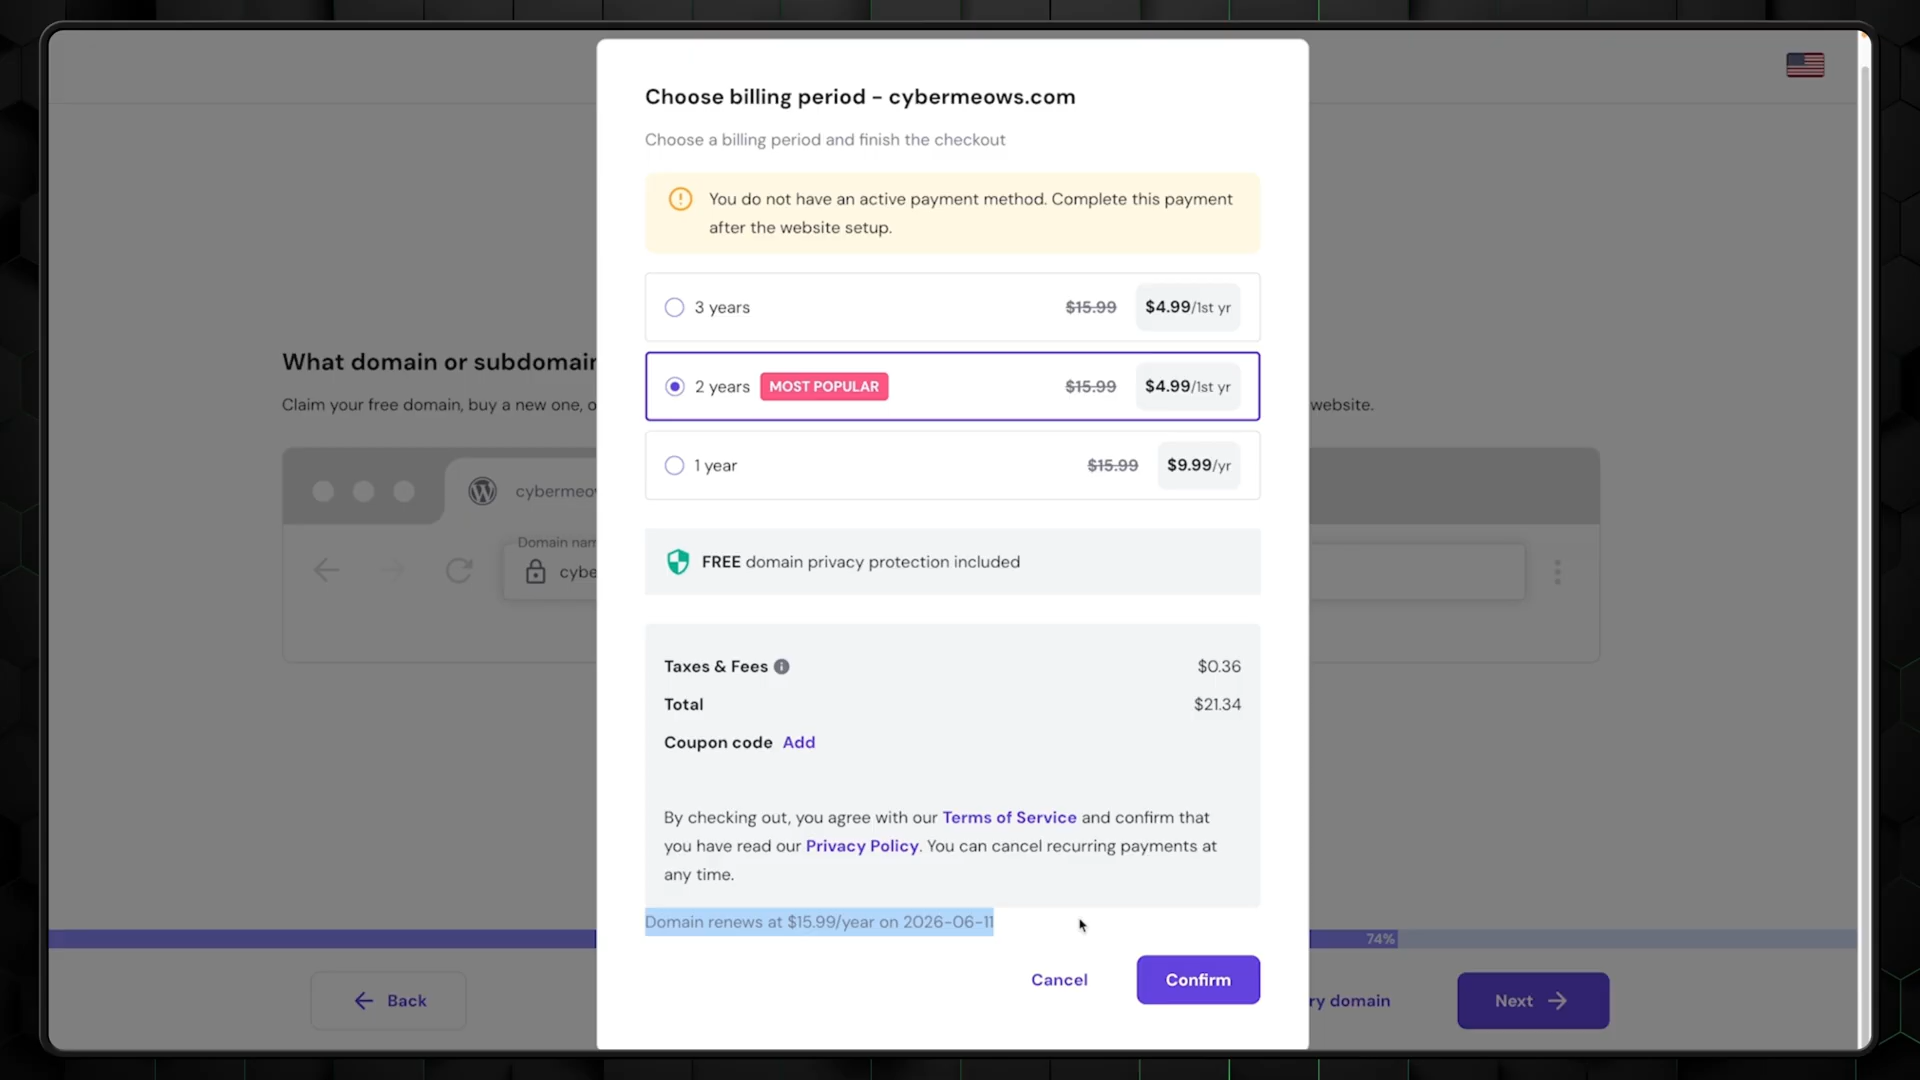 Choose billing period - cybermeows.com
Choose a billing period and finish the checkout
You do not have an active payment method. Complete this payment
after the website setup.
3 years $15.99 $4.99/1st yr
2 years MOST POPULAR $15.99 $4.99/1st yr
1 year $15.99 $9.99/yr
FREE domain privacy protection included
Taxes & Fees $0.36
Total $21.34
Coupon code Add
By checking out, you agree with our Terms of Service and confirm that
you have read our Privacy Policy. You can cancel recurring payments at
any time.
Domain renews at $15.99/year on 2026-06-11
Cancel Confirm
What domain or subdomain
Claim your free domain, buy a new one, o
website.
cybermeow
Domain nam
cybe
74%
Back
ry domain
Next